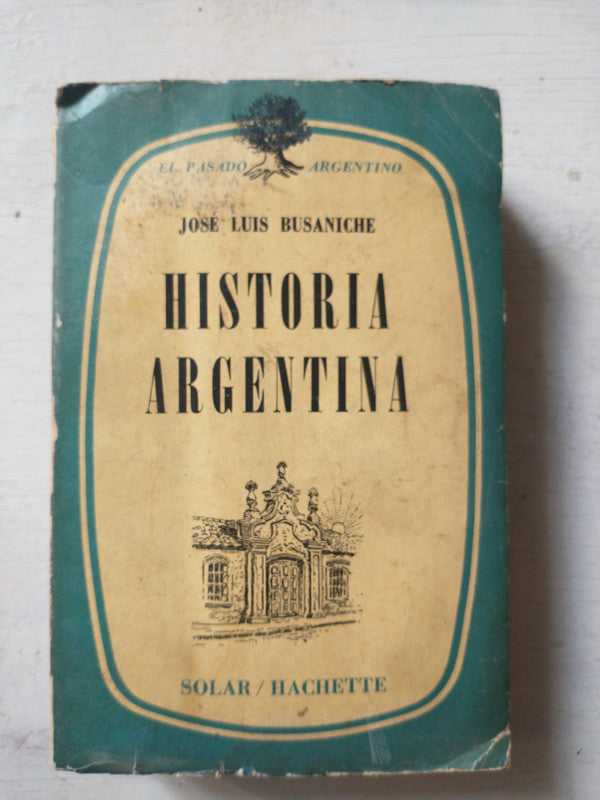 EL PASADO ARGENTINO
JOSÉ LUIS BUSANICHE
HISTORIA
ARGENTINA
SOLAR / HACHETTE